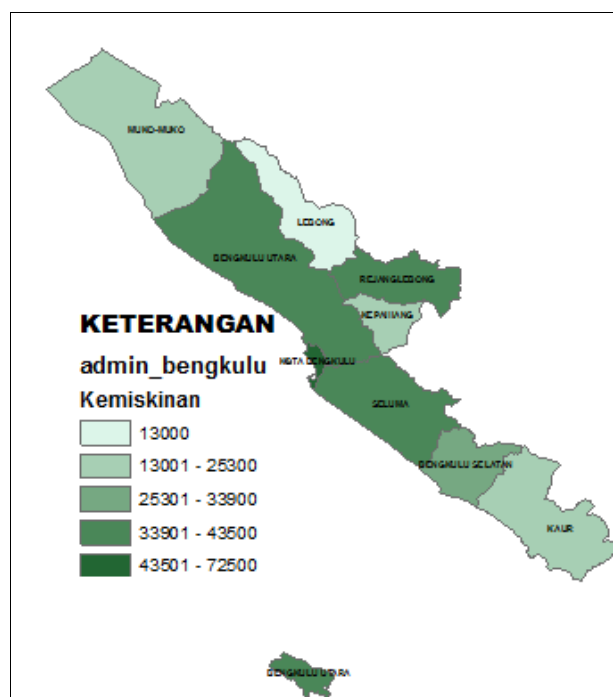 MUKO-MUKO
LEBONG
BENGKULU UTARA
REJANGLEBONG
KEPAHIANG
KETERANGAN
KOTA BENGKULU
admin_bengkulu
Kemiskinan
SELUMA
13000
13001 - 25300
BENGKULU SELATAN
25301 - 33900
33901 - 43500
KAUR
43501 - 72500
BENGKULU UTARA